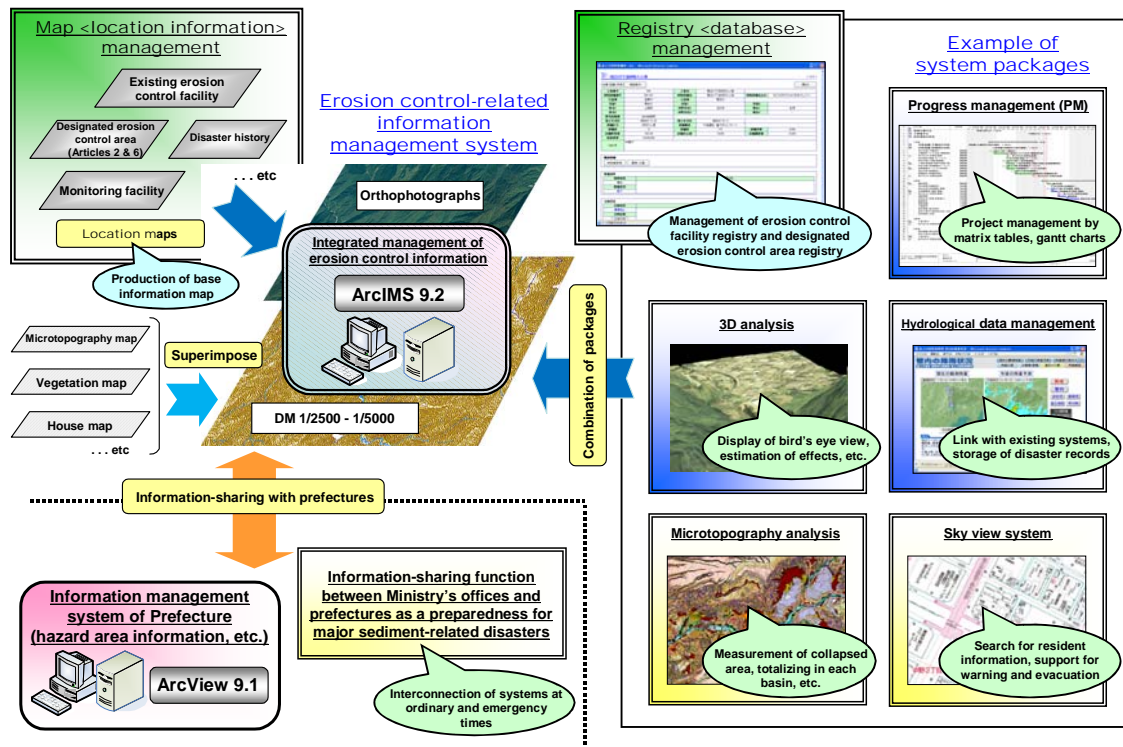 Map <location information>
management
Existing erosion
control facility
Designated erosion
control area
(Articles 2 & 6)
Disaster history
Monitoring facility
. . . etc
Location maps
Production of base
information map
Microtopography map
Vegetation map
House map
. . . etc
Superimpose
Erosion control-related
information
management system
Orthophotographs
Integrated management of
erosion control information
ArcIMS 9.2
DM 1/2500 - 1/5000
Information-sharing with prefectures
Information management
system of Prefecture
(hazard area information, etc.)
ArcView 9.1
Information-sharing function
between Ministry's offices and
prefectures as a preparedness for
major sediment-related disasters
Interconnection of systems at
ordinary and emergency
times
Combination of packages
Registry <database>
management
Management of erosion control
facility registry and designated
erosion control area registry
Example of
system packages
Progress management (PM)
Project management by
matrix tables, gantt charts
3D analysis
Display of bird's eye view,
estimation of effects, etc.
Hydrological data management
Link with existing systems,
storage of disaster records
Microtopography analysis
Measurement of collapsed
area, totalizing in each
basin, etc.
Sky view system
Search for resident
information, support for
warning and evacuation